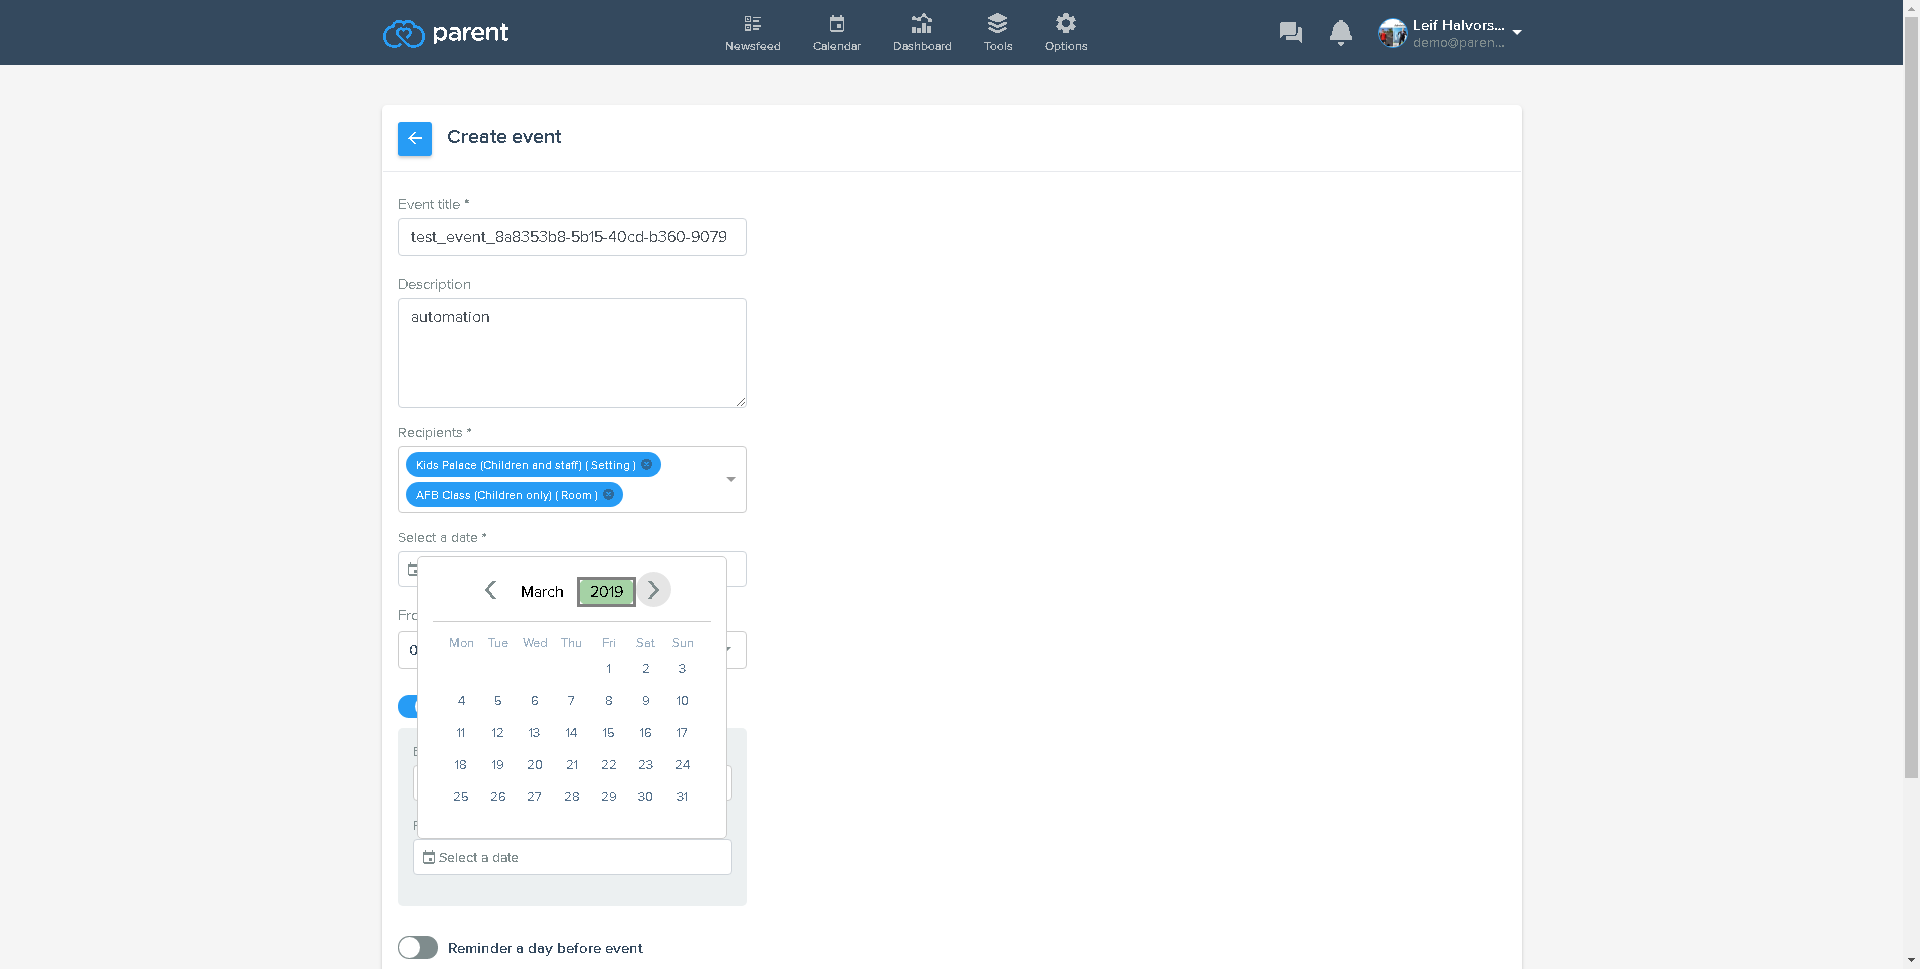 parent
Newsfeed
Calendar
Dashboard
Tools
Options
Leif Halvors...
demo@paren...
Create event
Event title *
test_event_8a8353b8-5b15-40cd-b360-9079
Description
automation
Recipients *
Kids Palace (Children and staff) ( Setting )
AFB Class (Children only) ( Room )
Select a date *
March 2019
Mon Tue Wed Thu Fri Sat Sun
1 2 3
4 5 6 7 8 9 10
11 12 13 14 15 16 17
18 19 20 21 22 23 24
25 26 27 28 29 30 31
Select a date
Reminder a day before event